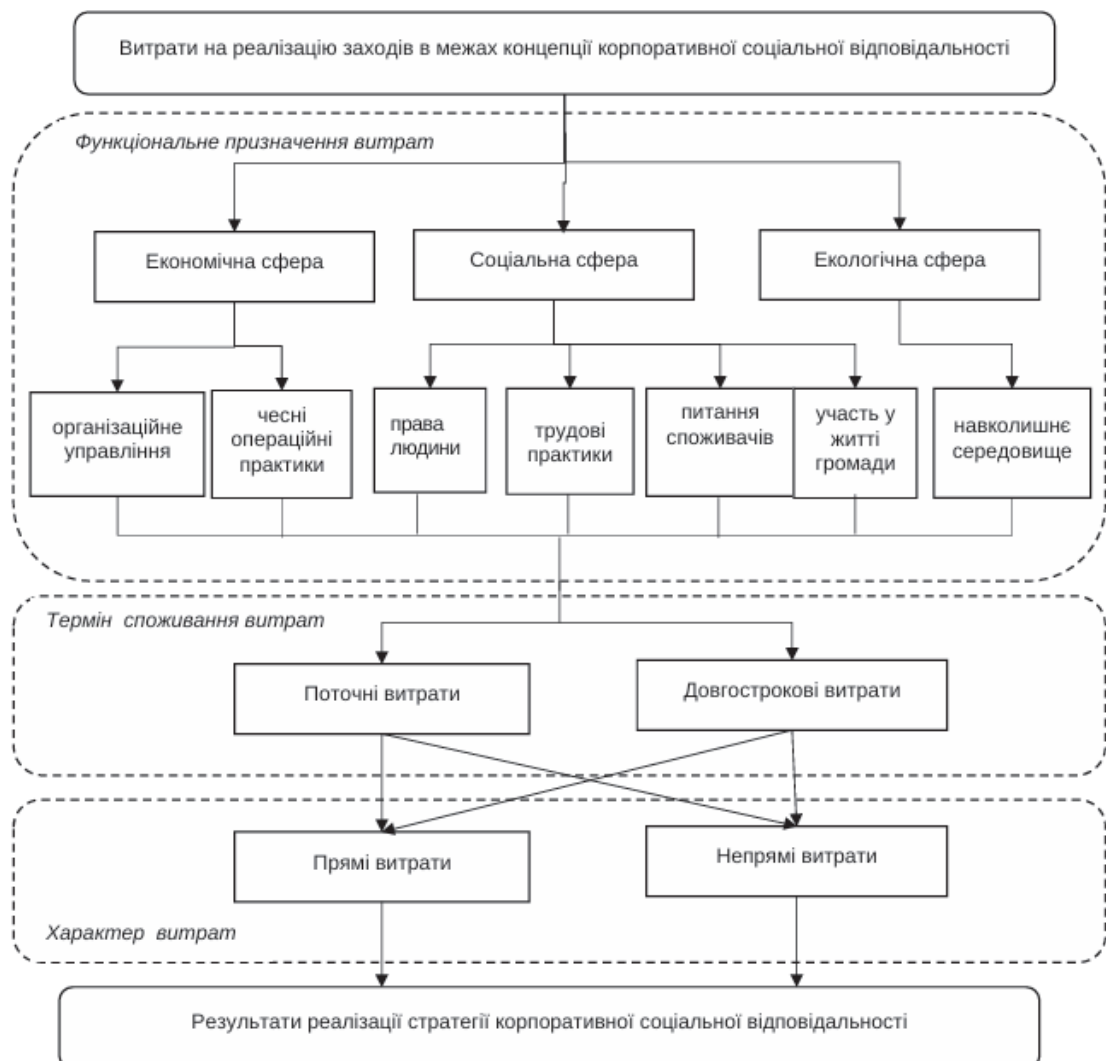 Витрати на реалізацію заходів в межах концепції корпоративної соціальної відповідальності
Функціональне призначення витрат
Економічна сфера
Соціальна сфера
Екологічна сфера
організаційне
управління
чесні
операційні
практики
права
людини
трудові
практики
питання
споживачів
участь у
житті
громади
навколишнє
середовище
Термін споживання витрат
Поточні витрати
Довгострокові витрати
Прямі витрати
Непрямі витрати
Характер витрат
Результати реалізації стратегії корпоративної соціальної відповідальності